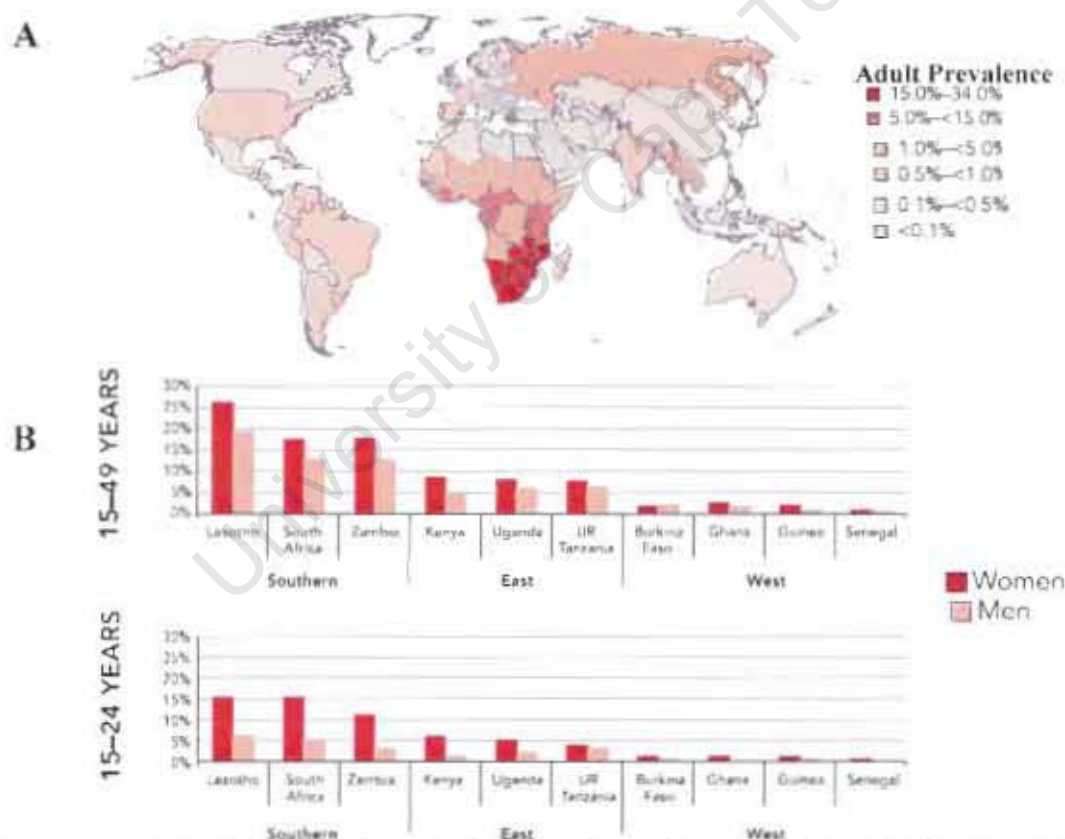 A
Adult Prevalence
15.0%–34.0%
5.0%–<15.0%
1.0%–<5.0%
0.5%–<1.0%
0.1%–<0.5%
<0.1%
B
15–49 YEARS
30%
25%
20%
15%
10%
5%
0%
Lesotho South Africa Zambia Kenya Uganda UR Tanzania Burkina Faso Ghana Guinea Senegal
Southern East West
Women
Men
15–24 YEARS
30%
25%
20%
15%
10%
5%
0%
Lesotho South Africa Zambia Kenya Uganda UR Tanzania Burkina Faso Ghana Guinea Senegal
Southern East West
University of Cape To